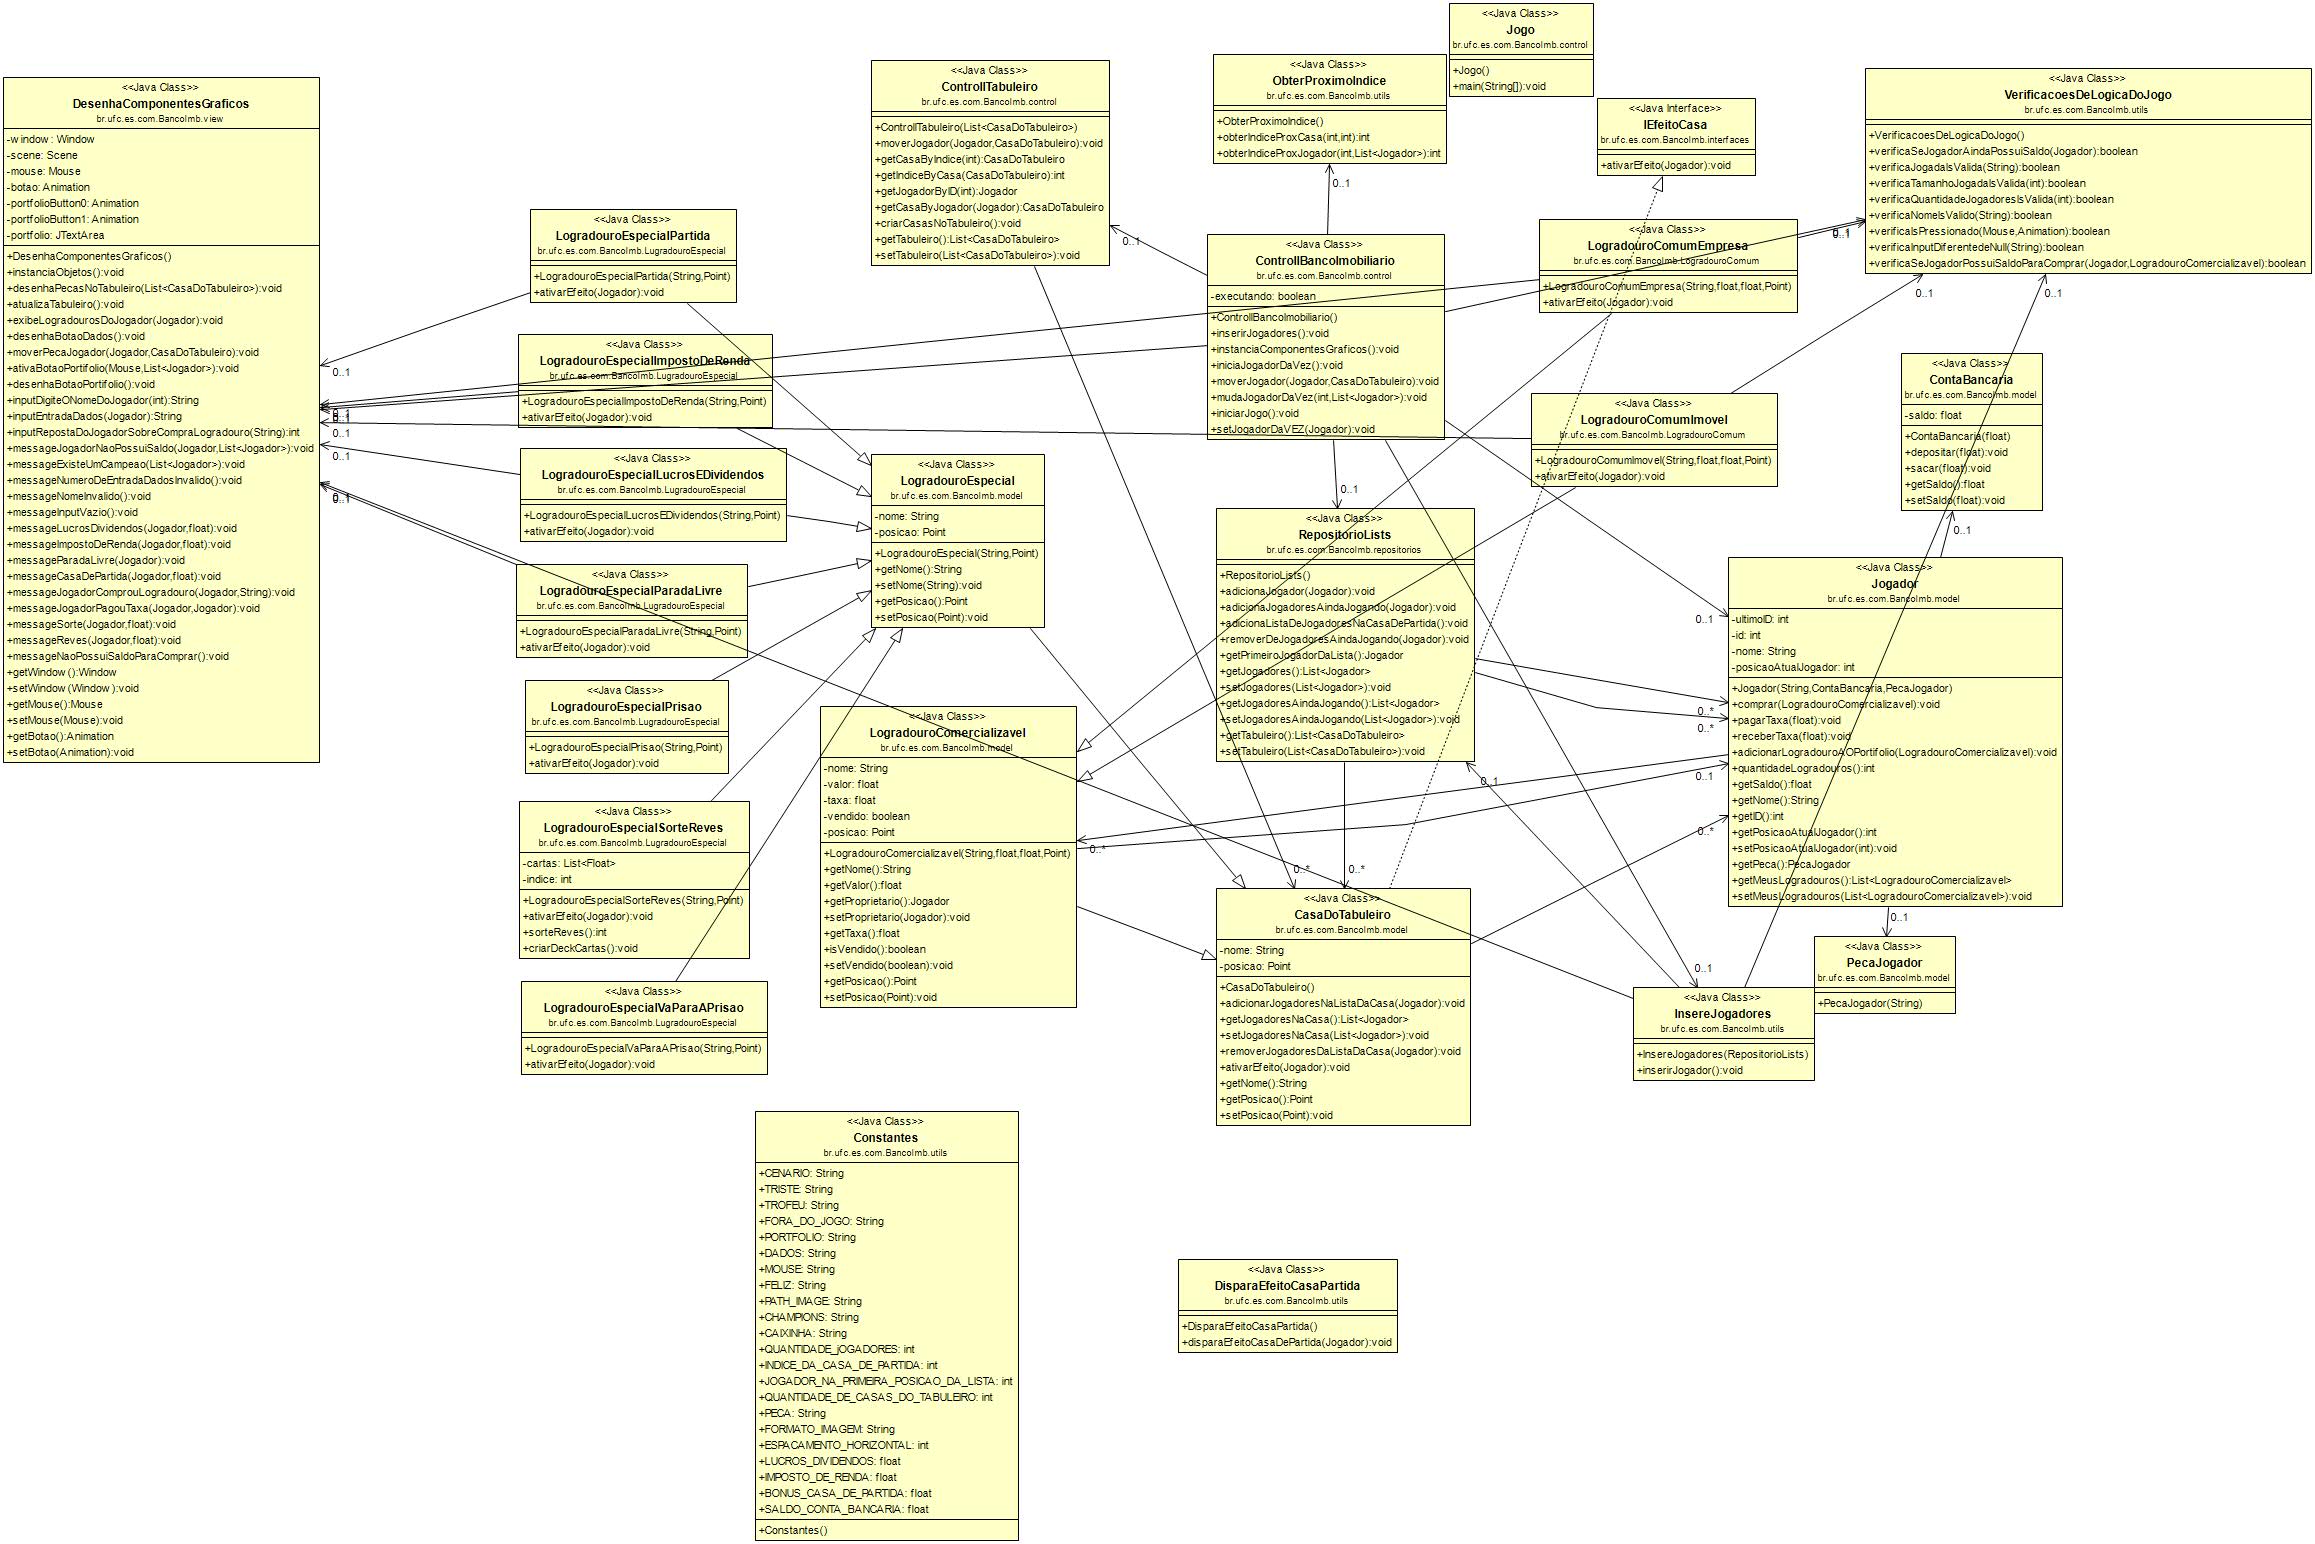 <<Java Class>>
DesenhaComponentesGraficos
br.ufc.es.com.BancoImb.view
-window: Window
-scene: Scene
-mouse: Mouse
-botao: Animation
-portfolioButton0: Animation
-portfolioButton1: Animation
-portfolio: JTextArea
+DesenhaComponentesGraficos()
+instanciaObjetos():void
+desenhaPecasNoTabuleiro(List<CasaDoTabuleiro>):void
+atualizaTabuleiro():void
+exibeLogradourosDoJogador(Jogador):void
+desenhaBotaoDados():void
+moverPecaJogador(Jogador,CasaDoTabuleiro):void
+ativaBotaoPortifolio(Mouse,List<Jogador>):void
+desenhaBotaoPortifolio():void
+inputDigiteONomeDoJogador(int):String
+inputEntradaDados(Jogador):String
+inputRepostaDoJogadorSobreCompraLogradouro(String):int
+messageJogadorNaoPossuiSaldo(Jogador,List<Jogador>):void
+messageExisteUmCampeao(List<Jogador>):void
+messageNumeroDeEntradaDadosInvalido():void
+messageNomeInvalido():void
+messageInputVazio():void
+messageLucrosDividendos(Jogador,float):void
+messageImpostoDeRenda(Jogador,float):void
+messageParadaLivre(Jogador):void
+messageCasaDePartida(Jogador,float):void
+messageJogadorComprouLogradouro(Jogador,String):void
+messageJogadorPagouTaxa(Jogador,Jogador):void
+messageSorte(Jogador,float):void
+messageReves(Jogador,float):void
+messageNaoPossuiSaldoParaComprar():void
+getWindow():Window
+setWindow(Window):void
+getMouse():Mouse
+setMouse(Mouse):void
+getBotao():Animation
+setBotao(Animation):void
0..1
0..1
0..1
0..1
0..1
0..1
<<Java Class>>
LogradouroEspecialPartida
br.ufc.es.com.BancoImb.LugradouroEspecial
+LogradouroEspecialPartida(String,Point)
+ativarEfeito(Jogador):void
<<Java Class>>
LogradouroEspecialImpostoDeRenda
br.ufc.es.com.BancoImb.LugradouroEspecial
+LogradouroEspecialImpostoDeRenda(String,Point)
+ativarEfeito(Jogador):void
<<Java Class>>
LogradouroEspecialLucrosEDividendos
br.ufc.es.com.BancoImb.LugradouroEspecial
+LogradouroEspecialLucrosEDividendos(String,Point)
+ativarEfeito(Jogador):void
<<Java Class>>
LogradouroEspecialParadaLivre
br.ufc.es.com.BancoImb.LugradouroEspecial
+LogradouroEspecialParadaLivre(String,Point)
+ativarEfeito(Jogador):void
<<Java Class>>
LogradouroEspecialPrisao
br.ufc.es.com.BancoImb.LugradouroEspecial
+LogradouroEspecialPrisao(String,Point)
+ativarEfeito(Jogador):void
<<Java Class>>
LogradouroEspecialSorteReves
br.ufc.es.com.BancoImb.LugradouroEspecial
-cartas: List<Float>
-indice: int
+LogradouroEspecialSorteReves(String,Point)
+ativarEfeito(Jogador):void
+sorteReves():int
+criarDeckCartas():void
<<Java Class>>
LogradouroEspecialVaParaAPrisao
br.ufc.es.com.BancoImb.LugradouroEspecial
+LogradouroEspecialVaParaAPrisao(String,Point)
+ativarEfeito(Jogador):void
<<Java Class>>
ControllTabuleiro
br.ufc.es.com.BancoImb.control
+ControllTabuleiro(List<CasaDoTabuleiro>)
+moverJogador(Jogador,CasaDoTabuleiro):void
+getCasaByIndice(int):CasaDoTabuleiro
+getIndiceByCasa(CasaDoTabuleiro):int
+getJogadorByID(int):Jogador
+getCasaByJogador(Jogador):CasaDoTabuleiro
+criarCasasNoTabuleiro():void
+getTabuleiro():List<CasaDoTabuleiro>
+setTabuleiro(List<CasaDoTabuleiro>):void
0..1
<<Java Class>>
LogradouroEspecial
br.ufc.es.com.BancoImb.model
-nome: String
-posicao: Point
+LogradouroEspecial(String,Point)
+getNome():String
+setNome(String):void
+getPosicao():Point
+setPosicao(Point):void
<<Java Class>>
LogradouroComercializavel
br.ufc.es.com.BancoImb.model
-nome: String
-valor: float
-taxa: float
-vendido: boolean
-posicao: Point
+LogradouroComercializavel(String,float,float,Point)
+getNome():String
+getValor():float
+getProprietario():Jogador
+setProprietario(Jogador):void
+getTaxa():float
+isVendido():boolean
+setVendido(boolean):void
+getPosicao():Point
+setPosicao(Point):void
0..*
<<Java Class>>
Constantes
br.ufc.es.com.BancoImb.utils
+CENARIO: String
+TRISTE: String
+TROFEU: String
+FORA_DO_JOGO: String
+PORTFOLIO: String
+DADOS: String
+MOUSE: String
+FELIZ: String
+PATH_IMAGE: String
+CHAMPIONS: String
+CAIXINHA: String
+QUANTIDADE_jOGADORES: int
+INDICE_DA_CASA_DE_PARTIDA: int
+JOGADOR_NA_PRIMEIRA_POSICAO_DA_LISTA: int
+QUANTIDADE_DE_CASAS_DO_TABULEIRO: int
+PECA: String
+FORMATO_IMAGEM: String
+ESPACAMENTO_HORIZONTAL: int
+LUCROS_DIVIDENDOS: float
+IMPOSTO_DE_RENDA: float
+BONUS_CASA_DE_PARTIDA: float
+SALDO_CONTA_BANCARIA: float
+Constantes()
<<Java Class>>
ObterProximoIndice
br.ufc.es.com.BancoImb.utils
+ObterProximoIndice()
+obterIndiceProxCasa(int,int):int
+obterIndiceProxJogador(int,List<Jogador>):int
0..1
<<Java Class>>
ControllBancoImobiliario
br.ufc.es.com.BancoImb.control
-executando: boolean
+ControllBancoImobiliario()
+inserirJogadores():void
+instanciaComponentesGraficos():void
+iniciaJogadorDaVez():void
+moverJogador(Jogador,CasaDoTabuleiro):void
+mudaJogadorDaVez(int,List<Jogador>):void
+iniciarJogo():void
+setJogadorDaVEZ(Jogador):void
0..1
<<Java Class>>
RepositorioLists
br.ufc.es.com.BancoImb.repositorios
+RepositorioLists()
+adicionaJogador(Jogador):void
+adicionaJogadoresAindaJogando(Jogador):void
+adicionaListaDeJogadoresNaCasaDePartida():void
+removerDeJogadoresAindaJogando(Jogador):void
+getPrimeiroJogadorDaLista():Jogador
+getJogadores():List<Jogador>
+setJogadores(List<Jogador>):void
+getJogadoresAindaJogando():List<Jogador>
+setJogadoresAindaJogando(List<Jogador>):void
+getTabuleiro():List<CasaDoTabuleiro>
+setTabuleiro(List<CasaDoTabuleiro>):void
0..1
0..*
0..*
<<Java Class>>
CasaDoTabuleiro
br.ufc.es.com.BancoImb.model
-nome: String
-posicao: Point
+CasaDoTabuleiro()
+adicionarJogadoresNaListaDaCasa(Jogador):void
+getJogadoresNaCasa():List<Jogador>
+setJogadoresNaCasa(List<Jogador>):void
+removerJogadoresDaListaDaCasa(Jogador):void
+ativarEfeito(Jogador):void
+getNome():String
+getPosicao():Point
+setPosicao(Point):void
<<Java Class>>
DisparaEfeitoCasaPartida
br.ufc.es.com.BancoImb.utils
+DisparaEfeitoCasaPartida()
+disparaEfeitoCasaDePartida(Jogador):void
<<Java Class>>
Jogo
br.ufc.es.com.BancoImb.control
+Jogo()
+main(String[]):void
<<Java Interface>>
IEfeitoCasa
br.ufc.es.com.BancoImb.interfaces
+ativarEfeito(Jogador):void
<<Java Class>>
LogradouroComumEmpresa
br.ufc.es.com.BancoImb.LogradouroComum
+LogradouroComumEmpresa(String,float,float,Point)
+ativarEfeito(Jogador):void
<<Java Class>>
LogradouroComumImovel
br.ufc.es.com.BancoImb.LogradouroComum
+LogradouroComumImovel(String,float,float,Point)
+ativarEfeito(Jogador):void
<<Java Class>>
VerificacoesDeLogicaDoJogo
br.ufc.es.com.BancoImb.utils
+VerificacoesDeLogicaDoJogo()
+verificaSeJogadorAindaPossuiSaldo(Jogador):boolean
+verificaJogadaIsValida(String):boolean
+verificaTamanhoJogadaIsValida(int):boolean
+verificaQuantidadeJogadoresIsValida(int):boolean
+verificaNomeIsValido(String):boolean
+verificaIsPressionado(Mouse,Animation):boolean
+verificaInputDiferentedeNull(String):boolean
+verificaSeJogadorPossuiSaldoParaComprar(Jogador,LogradouroComercializavel):boolean
0..1
0..1
0..1
<<Java Class>>
ContaBancaria
br.ufc.es.com.BancoImb.model
-saldo: float
+ContaBancaria(float)
+depositar(float):void
+sacar(float):void
+getSaldo():float
+setSaldo(float):void
0..1
<<Java Class>>
Jogador
br.ufc.es.com.BancoImb.model
-ultimoID: int
-id: int
-nome: String
-posicaoAtualJogador: int
+Jogador(String,ContaBancaria,PecaJogador)
+comprar(LogradouroComercializavel):void
+pagarTaxa(float):void
+receberTaxa(float):void
+adicionarLogradouroAOPortifolio(LogradouroComercializavel):void
+quantidadeLogradouros():int
+getSaldo():float
+getNome():String
+getID():int
+getPosicaoAtualJogador():int
+setPosicaoAtualJogador(int):void
+getPeca():PecaJogador
+getMeusLogradouros():List<LogradouroComercializavel>
+setMeusLogradouros(List<LogradouroComercializavel>):void
0..1
0..*
0..*
0..1
0..*
0..1
<<Java Class>>
PecaJogador
br.ufc.es.com.BancoImb.model
+PecaJogador(String)
0..1
<<Java Class>>
InsereJogadores
br.ufc.es.com.BancoImb.utils
+InsereJogadores(RepositorioLists)
+inserirJogador():void